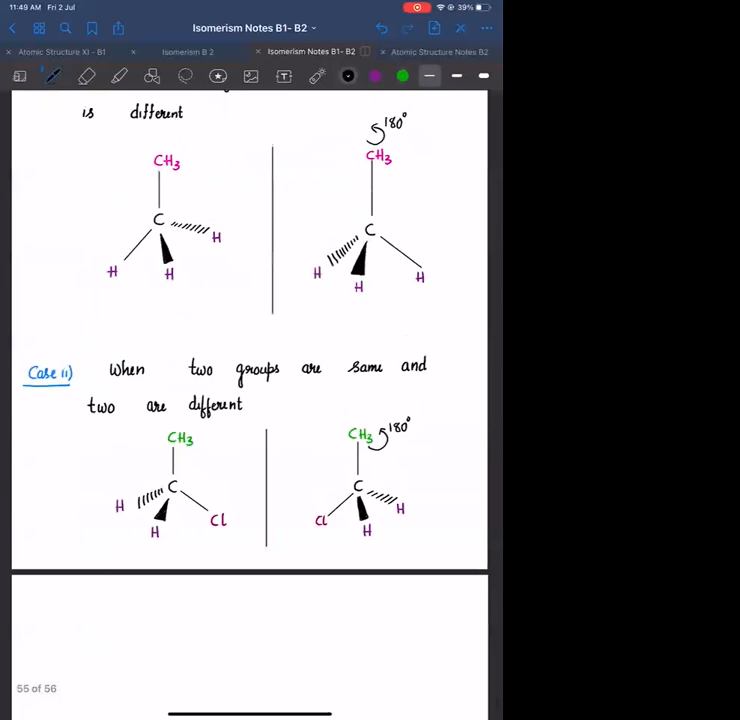 11:49 AM Fri 2 Jul
39%
Isomerism Notes B1- B2
Atomic Structure XI - B1
Isomerism B 2
Isomerism Notes B1- B2
Atomic Structure Notes B2
is different
CH3
C
H
H
H
180°
CH3
C
H
H
H
Case ii) When two groups are same and
two are different
CH3
C
H
H
Cl
CH3 180°
C
Cl
H
H
55 of 56